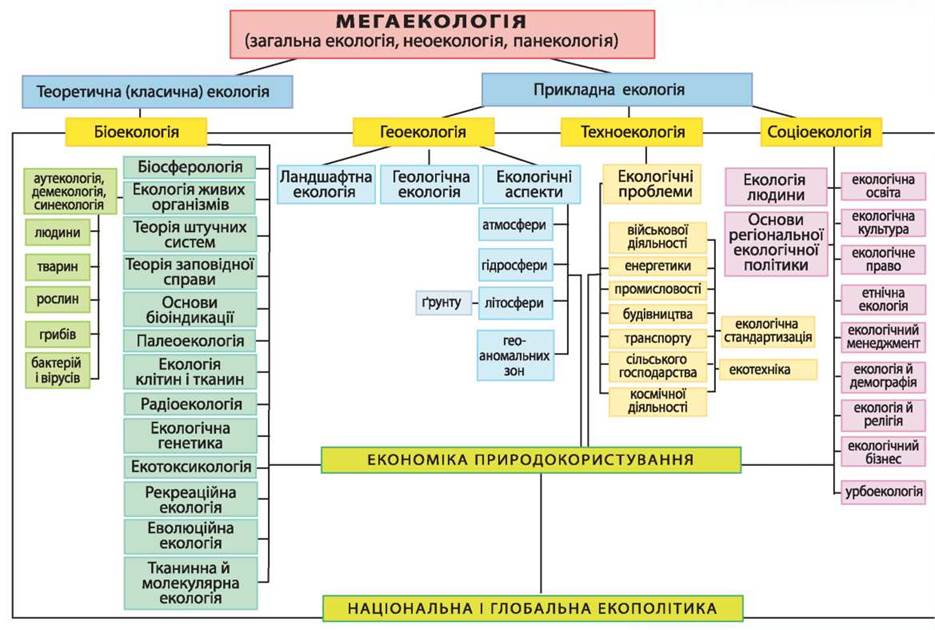 МЕГАЕКОЛОГІЯ
(загальна екологія, неоекологія, панекологія)
Теоретична (класична) екологія
Прикладна екологія
Біоекологія
Геоекологія
Техноекологія
Соціоекологія
аутекологія,
демекологія,
синекологія
людини
тварин
рослин
грибів
бактерій
і вірусів
Біосферологія
Екологія живих
організмів
Теорія штучних
систем
Теорія заповідної
справи
Основи
біоіндикації
Палеоекологія
Екологія
клітин і тканин
Радіоекологія
Екологічна
генетика
Екотоксикологія
Рекреаційна
екологія
Еволюційна
екологія
Тканинна й
молекулярна
екологія
Ландшафтна
екологія
Геологічна
екологія
Екологічні
аспекти
атмосфери
гідросфери
ґрунту
літосфери
гео-
аномальних
зон
Екологічні
проблеми
військової
діяльності
енергетики
промисловості
будівництва
транспорту
сільського
господарства
космічної
діяльності
екологічна
стандартизація
екотехніка
Екологія
людини
Основи
регіональної
екологічної
політики
екологічна
освіта
екологічна
культура
екологічне
право
етнічна
екологія
екологічний
менеджмент
екологія й
демографія
екологія й
релігія
екологічний
бізнес
урбоекологія
ЕКОНОМІКА ПРИРОДОКОРИСТУВАННЯ
НАЦІОНАЛЬНА І ГЛОБАЛЬНА ЕКОПОЛІТИКА